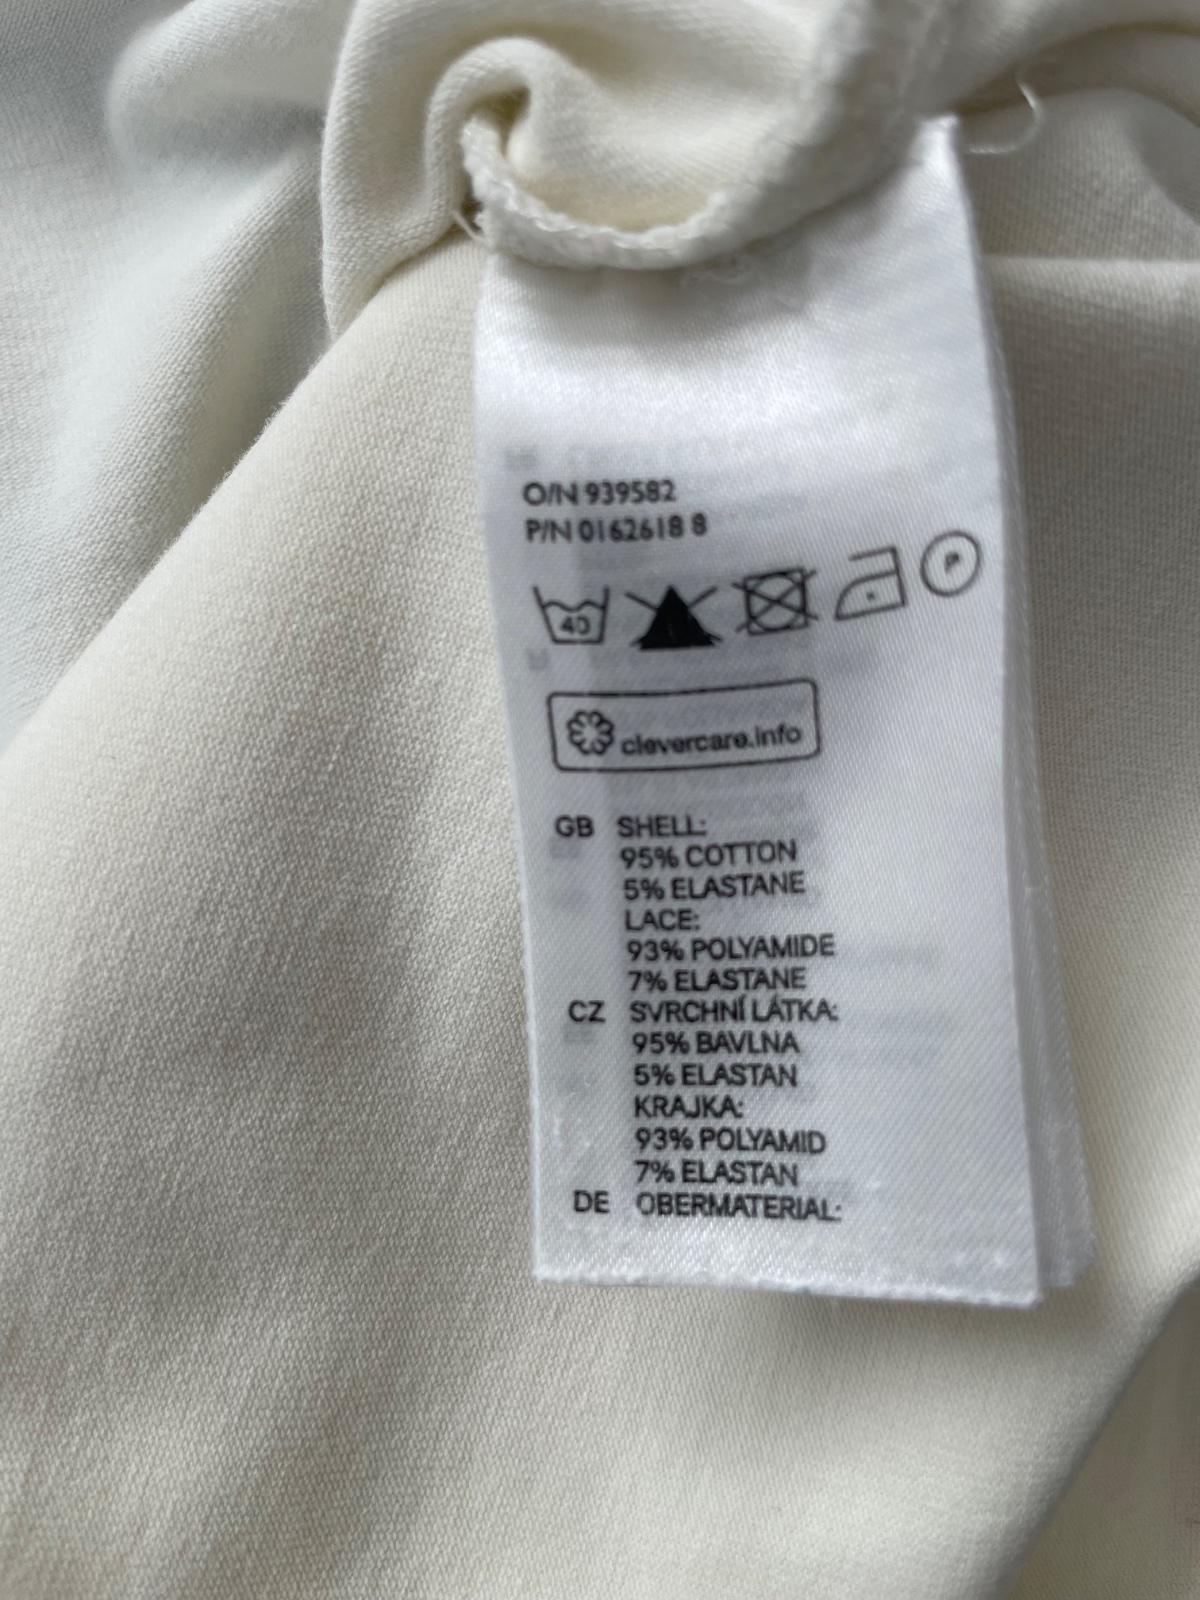 O/N 939582
P/N 0162618 8
40 P
clevercare.info
GB SHELL:
95% COTTON
5% ELASTANE
LACE:
93% POLYAMIDE
7% ELASTANE
CZ SVRCHNÍ LÁTKA:
95% BAVLNA
5% ELASTAN
KRAJKA:
93% POLYAMID
7% ELASTAN
DE OBERMATERIAL: